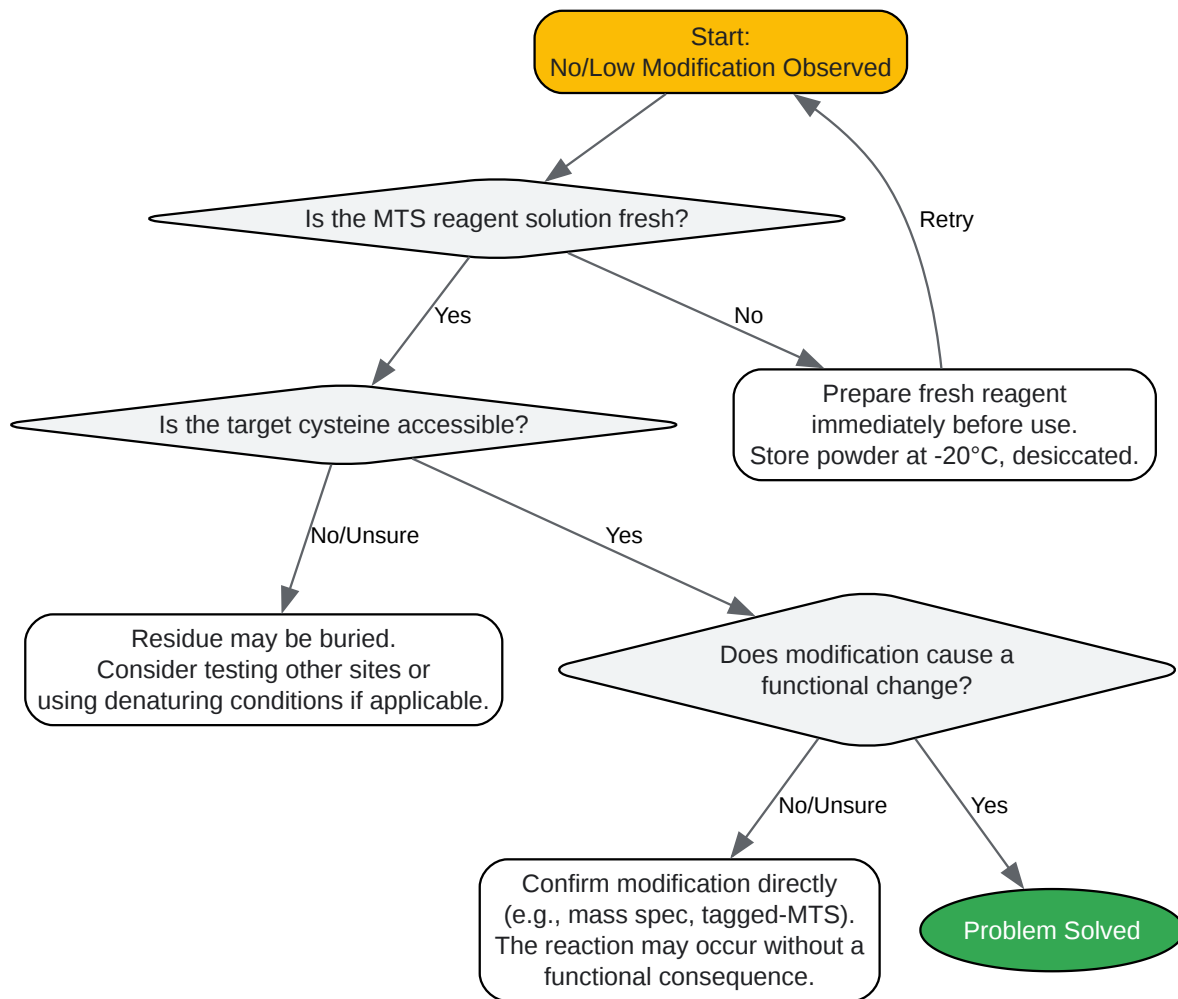 Start:
No/Low Modification Observed
Is the MTS reagent solution fresh?
Retry
Yes
No
Prepare fresh reagent
immediately before use.
Store powder at -20°C, desiccated.
Is the target cysteine accessible?
No/Unsure
Yes
Residue may be buried.
Consider testing other sites or
using denaturing conditions if applicable.
Does modification cause a
functional change?
No/Unsure
Yes
Confirm modification directly
(e.g., mass spec, tagged-MTS).
The reaction may occur without a
functional consequence.
Problem Solved